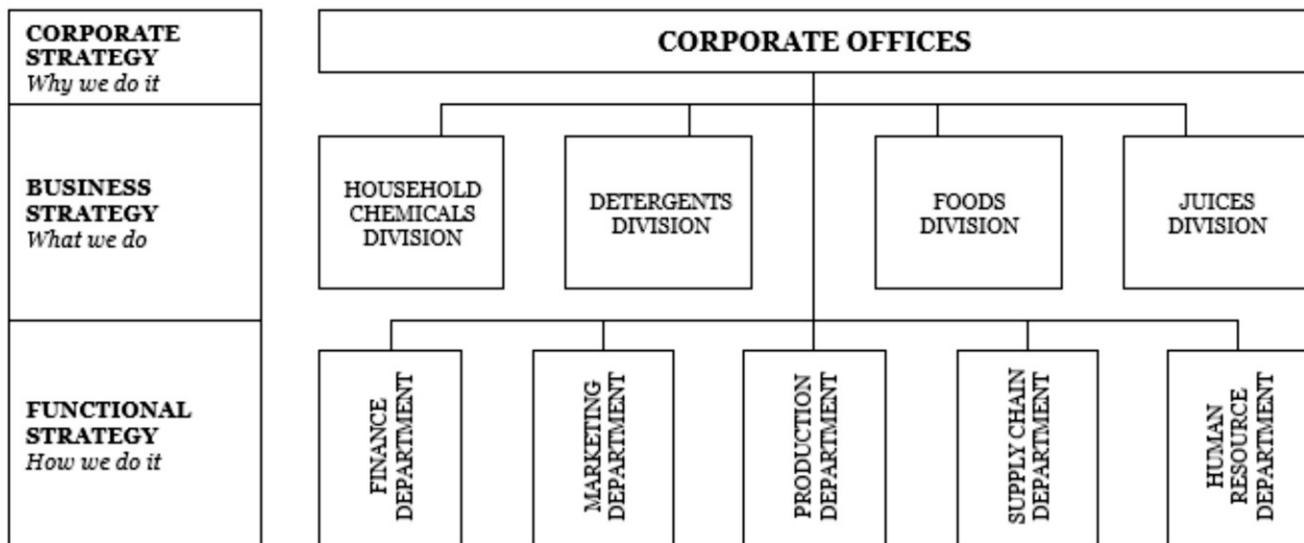 CORPORATE
STRATEGY
Why we do it
CORPORATE OFFICES
BUSINESS
STRATEGY
What we do
HOUSEHOLD
CHEMICALS
DIVISION
DETERGENTS
DIVISION
FOODS
DIVISION
JUICES
DIVISION
FUNCTIONAL
STRATEGY
How we do it
FINANCE
DEPARTMENT
MARKETING
DEPARTMENT
PRODUCTION
DEPARTMENT
SUPPLY CHAIN
DEPARTMENT
HUMAN
RESOURCE
DEPARTMENT